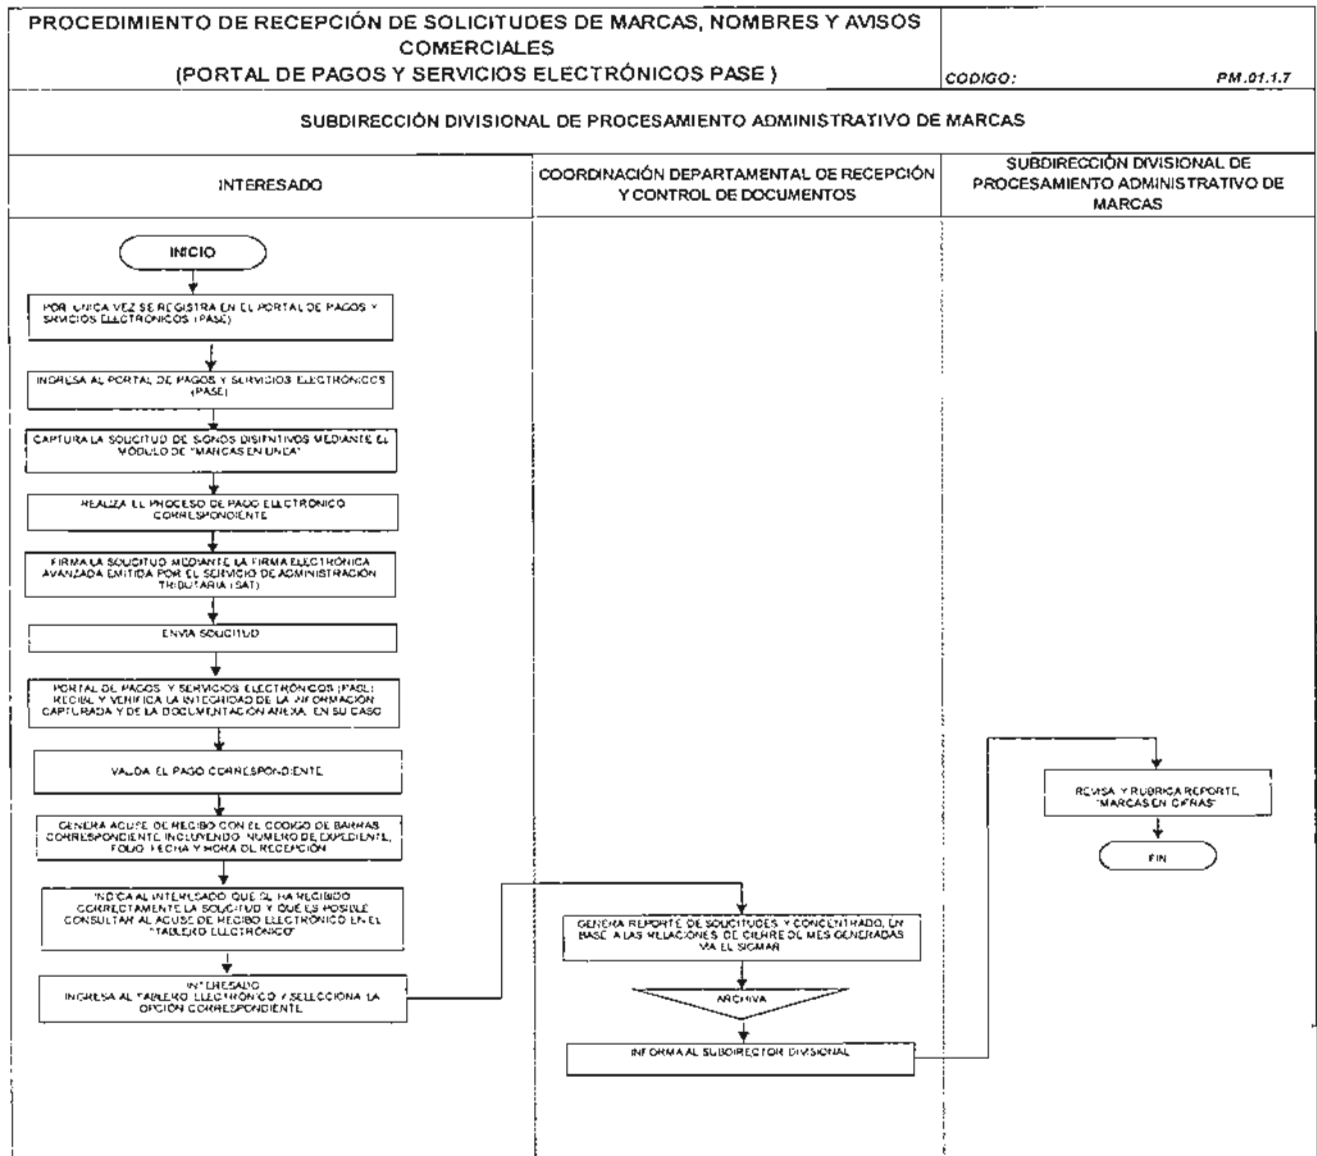 PROCEDIMIENTO DE RECEPCIÓN DE SOLICITUDES DE MARCAS, NOMBRES Y AVISOS
COMERCIALES
(PORTAL DE PAGOS Y SERVICIOS ELECTRÓNICOS PASE )
CODIGO: PM.01.1.7
SUBDIRECCIÓN DIVISIONAL DE PROCESAMIENTO ADMINISTRATIVO DE MARCAS
INTERESADO
COORDINACIÓN DEPARTAMENTAL DE RECEPCIÓN
Y CONTROL DE DOCUMENTOS
SUBDIRECCIÓN DIVISIONAL DE
PROCESAMIENTO ADMINISTRATIVO DE
MARCAS
INICIO
POR ÚNICA VEZ SE REGISTRA EN EL PORTAL DE PAGOS Y
SRVICIOS ELECTRÓNICOS (PASE)
INGRESA AL PORTAL DE PAGOS Y SERVICIOS ELECTRÓNICOS
(PASE)
CAPTURA LA SOLICITUD DE SIGNOS DISITNTIVOS MEDIANTE EL
MÓDULO DE "MARCAS EN LINEA"
REALIZA EL PROCESO DE PAGO ELECTRÓNICO
CORRESPONDIENTE
FIRMA LA SOLICITUD MEDIANTE LA FIRMA ELECTRÓNICA
AVANZADA EMITIDA POR EL SERVICIO DE ADMINISTRACIÓN
TRIBUTARIA (SAT)
ENVIA SOLICITUD
PORTAL DE PAGOS Y SERVICIOS ELECTRÓNICOS (PASE)
RECIBE Y VERIFICA LA INTEGRIDAD DE LA INFORMACIÓN
CAPTURADA Y DE LA DOCUMENTACIÓN ANEXA, EN SU CASO
VALIDA EL PAGO CORRESPONDIENTE
GENERA ACUSE DE RECIBO CON EL CODIGO DE BARRAS
CORRESPONDIENTE INCLUYENDO NÚMERO DE EXPEDIENTE,
FOLIO FECHA Y HORA DE RECEPCIÓN
INDICA AL INTERESADO QUE SE HA RECIBIDO
CORRECTAMENTE LA SOLICITUD Y QUE ES POSIBLE
CONSULTAR AL ACUSE DE RECIBO ELECTRÓNICO EN EL
"TABLERO ELECTRÓNICO"
INTERESADO
INGRESA AL TABLERO ELECTRÓNICO Y SELECCIONA LA
OPCIÓN CORRESPONDIENTE
GENERA REPORTE DE SOLICITUDES Y CONCENTRADO, EN
BASE A LAS RELACIONES DE CIERRE DE MES GENERADAS
VIA EL SIGMAR
ARCHIVA
INFORMA AL SUBDIRECTOR DIVISIONAL
REVISA Y RUBRICA REPORTE,
"MARCAS EN CIFRAS"
FIN